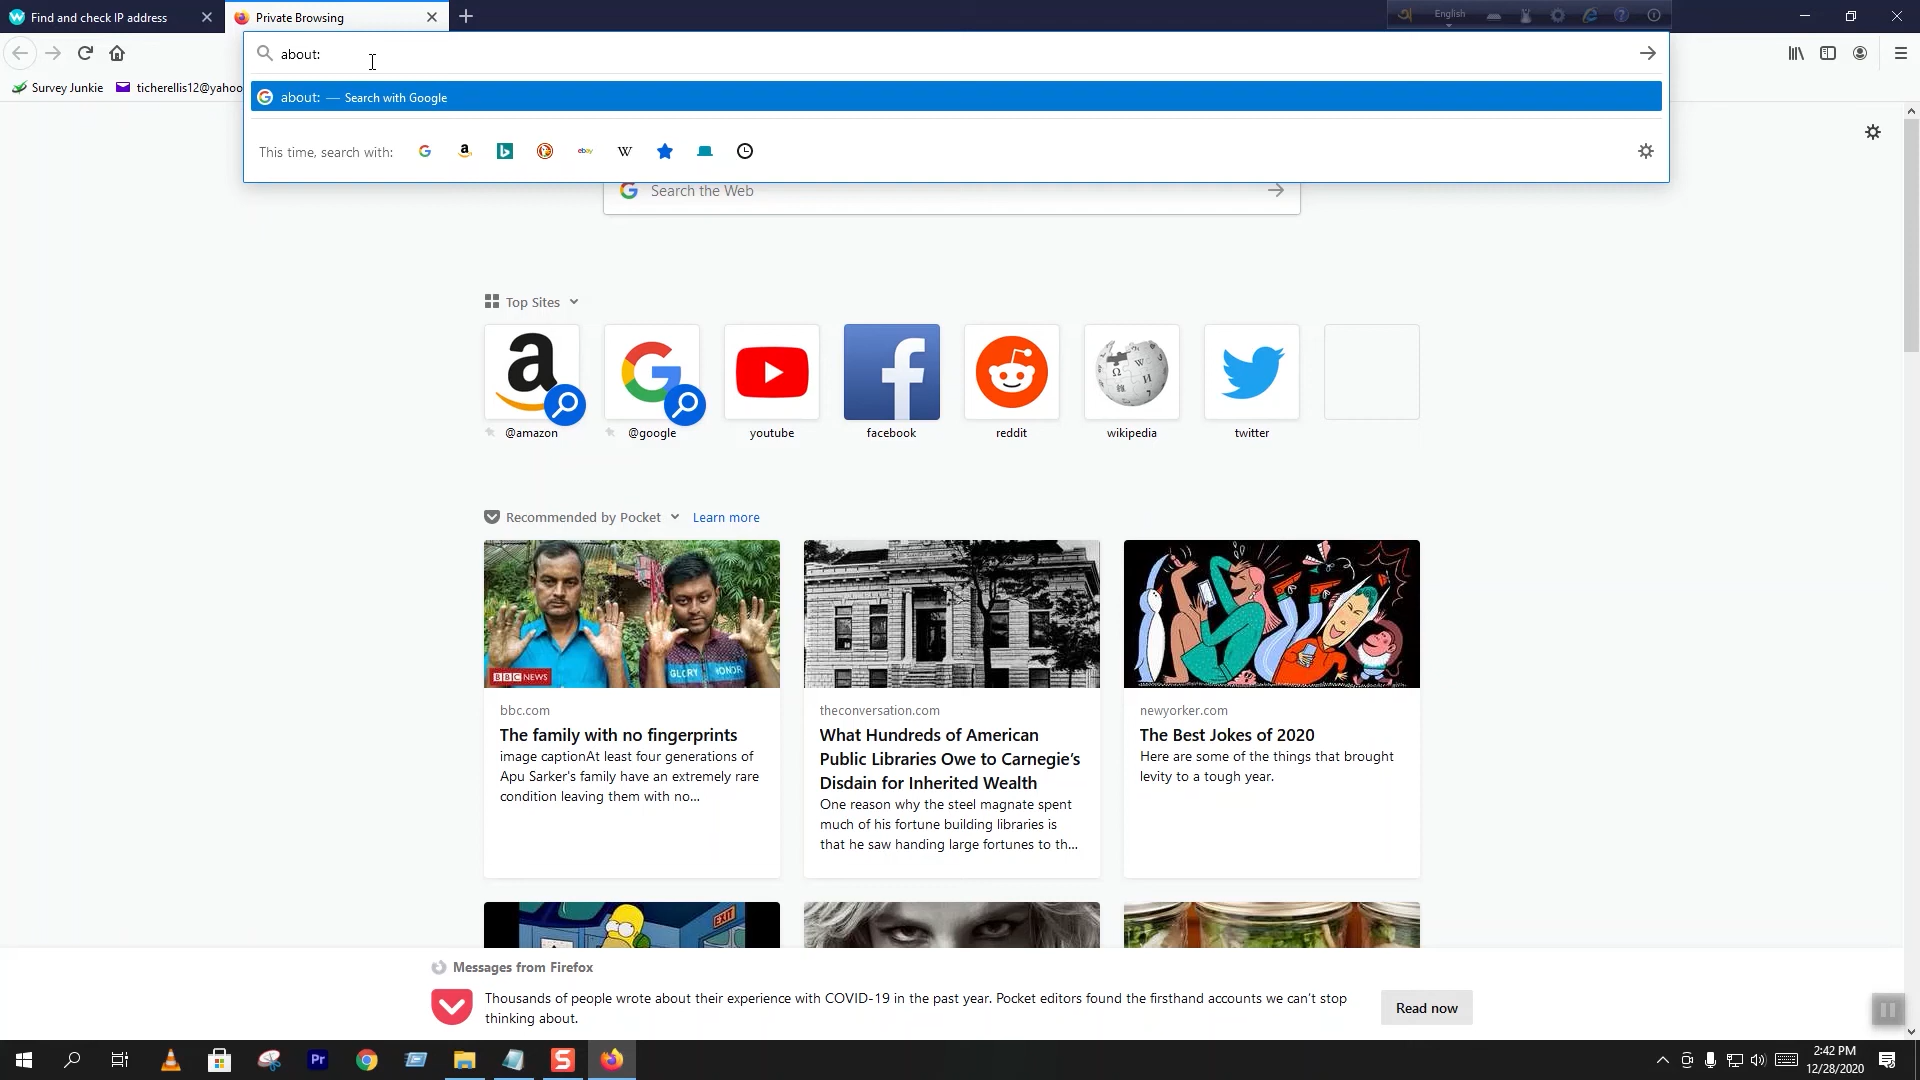 Find and check IP address
Private Browsing
English
about:
Survey Junkie
ticherellis12@yahoo
about: — Search with Google
This time, search with:
a
b
ebay
W
Search the Web
Top Sites
@amazon
@google
youtube
facebook
reddit
wikipedia
twitter
Recommended by Pocket
Learn more
BBC NEWS
GLORY HONOR
bbc.com
The family with no fingerprints
image captionAt least four generations of
Apu Sarker's family have an extremely rare
condition leaving them with no...
theconversation.com
What Hundreds of American
Public Libraries Owe to Carnegie's
Disdain for Inherited Wealth
One reason why the steel magnate spent
much of his fortune building libraries is
that he saw handing large fortunes to th...
newyorker.com
The Best Jokes of 2020
Here are some of the things that brought
levity to a tough year.
EXIT
Messages from Firefox
Thousands of people wrote about their experience with COVID-19 in the past year. Pocket editors found the firsthand accounts we can't stop
thinking about.
Read now
Pr
S
2:42 PM
12/28/2020